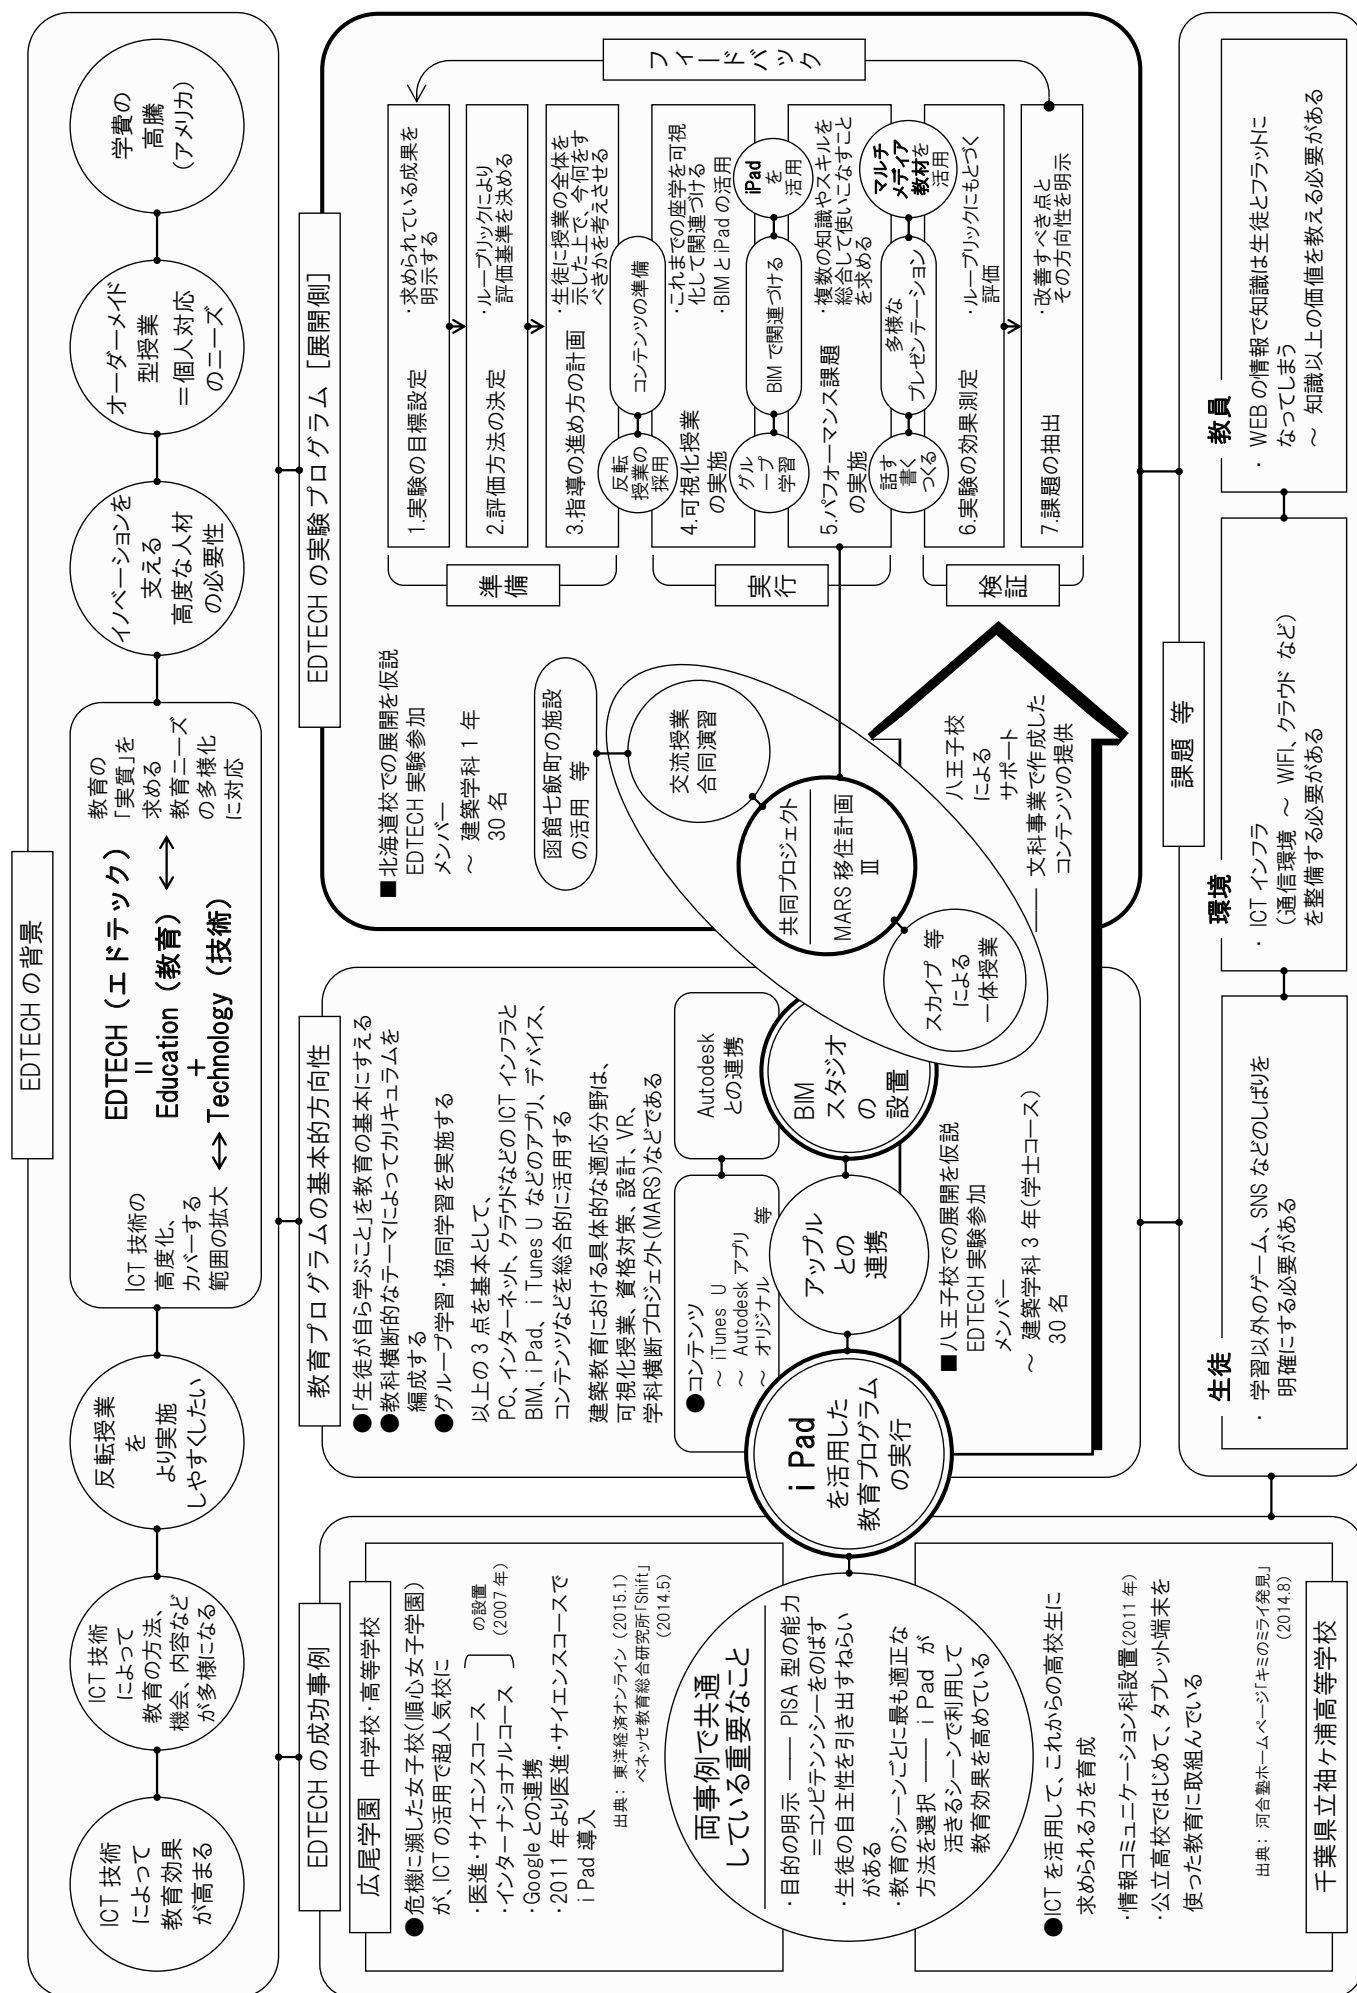 EDTECH の背景
ICT 技術
によって
教育効果
が高まる
ICT 技術
によって
教育の方法、
機会、内容など
が多様になる
反転授業
を
より実施
しやすくしたい
ICT 技術の
高度化、
カバーする
範囲の拡大
EDTECH（エドテック）
＝
Education（教育）
＋
Technology（技術）
教育の
「実質」を
求める
教育ニーズ
の多様化
に対応
イノベーションを
支える
高度な人材
の必要性
オーダーメイド
型授業
＝個人対応
のニーズ
学費の
高騰
(アメリカ)
EDTECH の成功事例
広尾学園　中学校・高等学校
●危機に瀕した女子校(順心女子学園)
が、ICT の活用で超人気校に
・医進・サイエンスコース
・インターナショナルコース
の設置
(2007 年)
・Google との連携
・2011 年より医進・サイエンスコースで
i Pad 導入
出典：東洋経済オンライン (2015.1)
ベネッセ教育総合研究所「Shift」
(2014.5)
両事例で共通
している重要なこと
・目的の明示 ―― PISA 型の能力
＝コンピテンシーをのばす
・生徒の自主性を引き出すねらい
がある
・教育のシーンごとに最も適正な
方法を選択 ―― i Pad が
活きるシーンで利用して
教育効果を高めている
●ICT を活用して、これからの高校生に
求められる力を育成
・情報コミュニケーション科設置(2011 年)
・公立高校ではじめて、タブレット端末を
使った教育に取組んでいる
出典：河合塾ホームページ「キミのミライ発見」
(2014.8)
千葉県立袖ケ浦高等学校
教育プログラムの基本的方向性
●「生徒が自ら学ぶこと」を教育の基本にすえる
●教科横断的なテーマによってカリキュラムを
編成する
●グループ学習・協同学習を実施する
以上の 3 点を基本として、
PC、インターネット、クラウドなどの ICT インフラと
BIM、i Pad、i Tunes U などのアプリ、デバイス、
コンテンツなどを総合的に活用する
建築教育における具体的な適応分野は、
可視化授業、資格対策、設計、VR、
学科横断プロジェクト(MARS)などである
●コンテンツ
～ iTunes U
～ Autodesk アプリ
～ オリジナル　等
Autodesk
との連携
i Pad
を活用した
教育プログラム
の実行
アップル
との
連携
BIM
スタジオ
の
設置
■八王子校での展開を仮説
EDTECH 実験参加
メンバー
～ 建築学科 3 年(学士コース)
30 名
EDTECH の実験プログラム［展開側］
■北海道校での展開を仮説
EDTECH 実験参加
メンバー
～ 建築学科 1 年
30 名
函館七飯町の施設
の活用　等
交流授業
合同演習
共同プロジェクト
MARS 移住計画
Ⅲ
スカイプ 等
による
一体授業
八王子校
による
サポート
―― 文科事業で作成した
コンテンツの提供
準備
実行
検証
1.実験の目標設定
・求められている成果を
明示する
2.評価方法の決定
・ルーブリックにより
評価基準を決める
3.指導の進め方の計画
・生徒に授業の全体を
示した上で、今何をす
べきかを考えさせる
反転
授業の
採用
コンテンツの準備
4.可視化授業
の実施
・これまでの座学を可視
化して関連づける
・BIM と iPad の活用
グル
ープ
学習
BIM で関連づける
iPad
を
活用
5.パフォーマンス課題
の実施
・複数の知識やスキルを
総合して使いこなすこと
を求める
話す
書く
つくる
多様な
プレゼンテーション
マルチ
メディア
教材を
活用
6.実験の効果測定
・ルーブリックにもとづく
評価
7.課題の抽出
・改善すべき点と
その方向性を明示
フィードバック
課題 等
生徒
・学習以外のゲーム、SNS などのしばりを
明確にする必要がある
環境
・ICT インフラ
(通信環境 ～ WIFI、クラウド など)
を整備する必要がある
教員
・WEB の情報で知識は生徒とフラットに
なってしまう
～ 知識以上の価値を教える必要がある